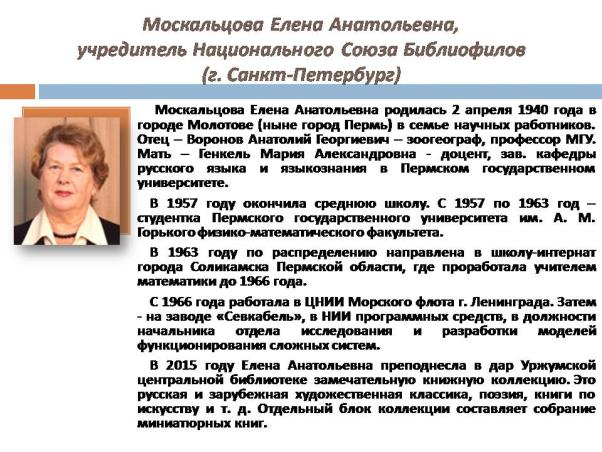 Москальцова Елена Анатольевна,
учредитель Национального Союза Библиофилов
(г. Санкт-Петербург)
Москальцова Елена Анатольевна родилась 2 апреля 1940 года в
городе Молотове (ныне город Пермь) в семье научных работников.
Отец – Воронов Анатолий Георгиевич – зоогеограф, профессор МГУ.
Мать – Генкель Мария Александровна - доцент, зав. кафедры
русского языка и языкознания в Пермском государственном
университете.
В 1957 году окончила среднюю школу. С 1957 по 1963 год –
студентка Пермского государственного университета им. А. М.
Горького физико-математического факультета.
В 1963 году по распределению направлена в школу-интернат
города Соликамска Пермской области, где проработала учителем
математики до 1966 года.
С 1966 года работала в ЦНИИ Морского флота г. Ленинграда. Затем
- на заводе «Севкабель», в НИИ программных средств, в должности
начальника отдела исследования и разработки моделей
функционирования сложных систем.
В 2015 году Елена Анатольевна преподнесла в дар Уржумской
центральной библиотеке замечательную книжную коллекцию. Это
русская и зарубежная художественная классика, поэзия, книги по
искусству и т. д. Отдельный блок коллекции составляет собрание
миниатюрных книг.